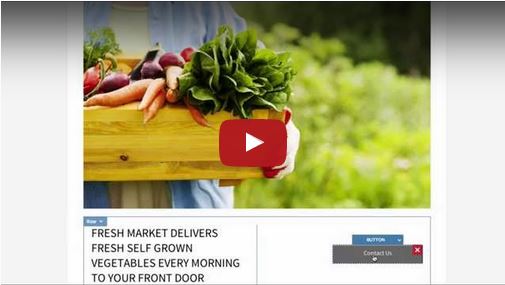 Row
FRESH MARKET DELIVERS
FRESH SELF GROWN
VEGETABLES EVERY MORNING
TO YOUR FRONT DOOR
BUTTON
Contact Us